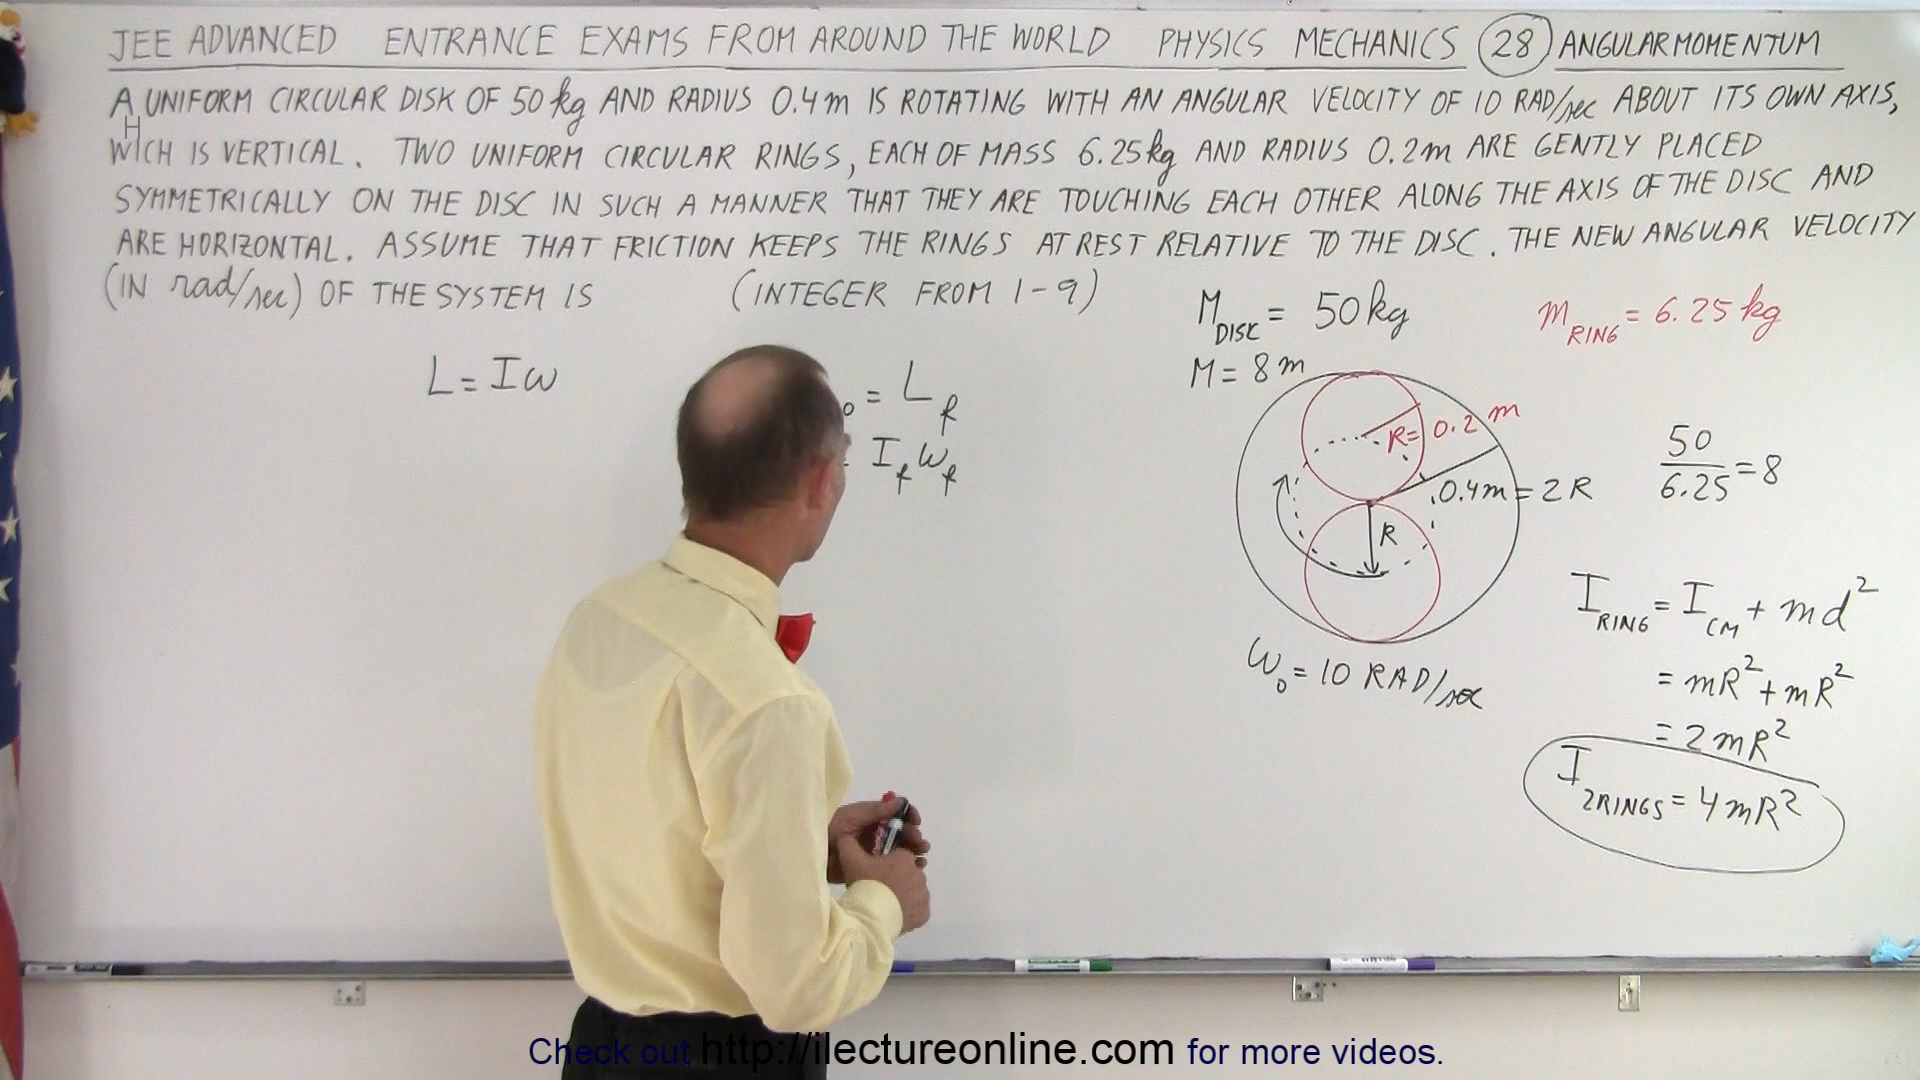 JEE ADVANCED ENTRANCE EXAMS FROM AROUND THE WORLD PHYSICS MECHANICS 28 ANGULAR MOMENTUM
A UNIFORM CIRCULAR DISK OF 50 kg AND RADIUS 0.4 m IS ROTATING WITH AN ANGULAR VELOCITY OF 10 RAD/sec ABOUT ITS OWN AXIS,
WHICH IS VERTICAL. TWO UNIFORM CIRCULAR RINGS, EACH OF MASS 6.25 kg AND RADIUS 0.2 m ARE GENTLY PLACED
SYMMETRICALLY ON THE DISC IN SUCH A MANNER THAT THEY ARE TOUCHING EACH OTHER ALONG THE AXIS OF THE DISC AND
ARE HORIZONTAL. ASSUME THAT FRICTION KEEPS THE RINGS AT REST RELATIVE TO THE DISC. THE NEW ANGULAR VELOCITY
(IN rad/sec) OF THE SYSTEM IS (INTEGER FROM 1-9)
L = Iω
₀ = L_f
= I_f ω_f
M_DISK = 50 kg
M = 8 m
m_RING = 6.25 kg
R = 0.2 m
0.4 m = 2R
R
ω₀ = 10 RAD/sec
50/6.25 = 8
I_RING = I_CM + md²
= mR² + mR²
= 2mR²
I_2RINGS = 4mR²
Check out http://ilectureonline.com for more videos.